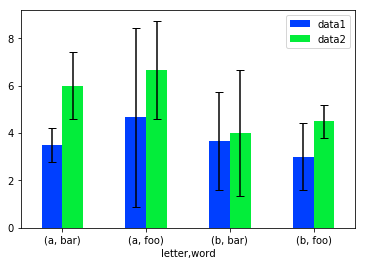 data1
data2
8
6
4
2
0
(a, bar) (a, foo) (b, bar) (b, foo)
letter,word